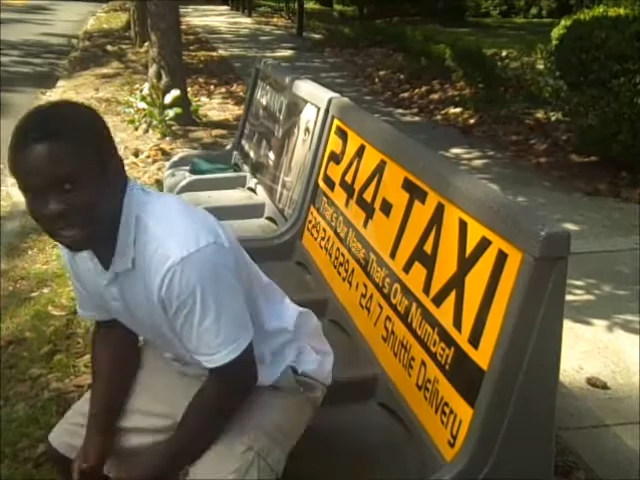 244-TAXI
That's Our Name, That's Our Number!
229.244.8294 • 24/7 Shuttle Delivery